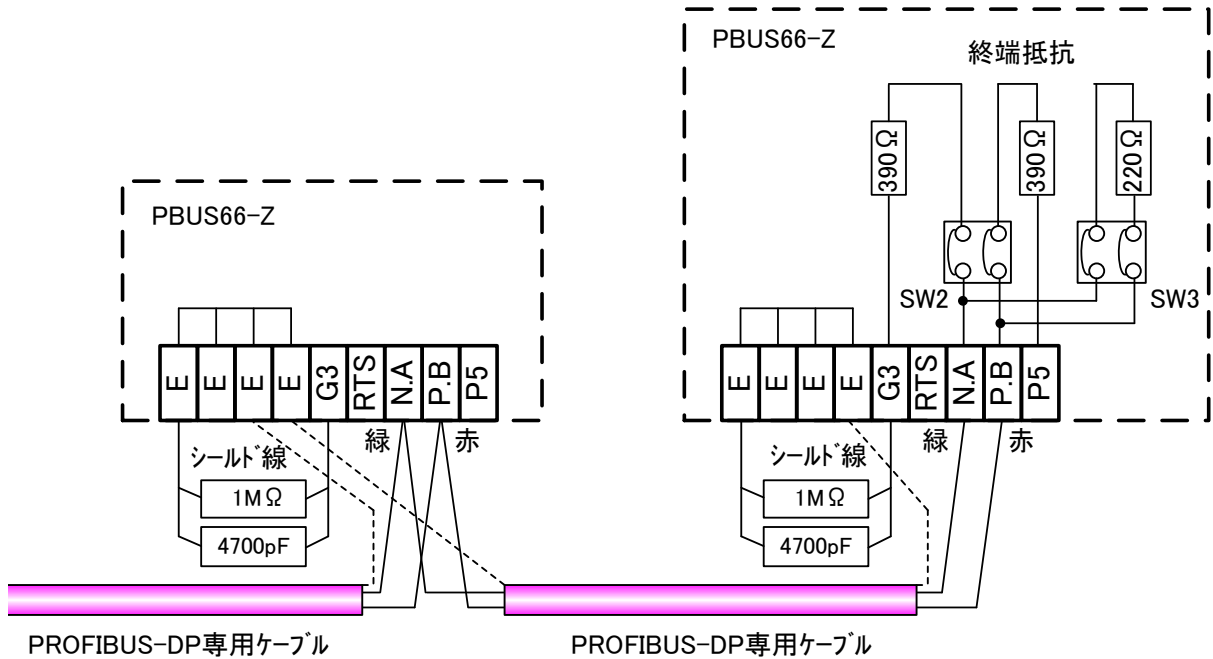 PBUS66-Z
終端抵抗
390Ω
390Ω
220Ω
SW2
SW3
E
E
E
E
G3
RTS
N.A
P.B
P5
緑
赤
シールド線
1MΩ
4700pF
PBUS66-Z
E
E
E
E
G3
RTS
N.A
P.B
P5
緑
赤
シールド線
1MΩ
4700pF
PROFIBUS-DP専用ケーブル
PROFIBUS-DP専用ケーブル